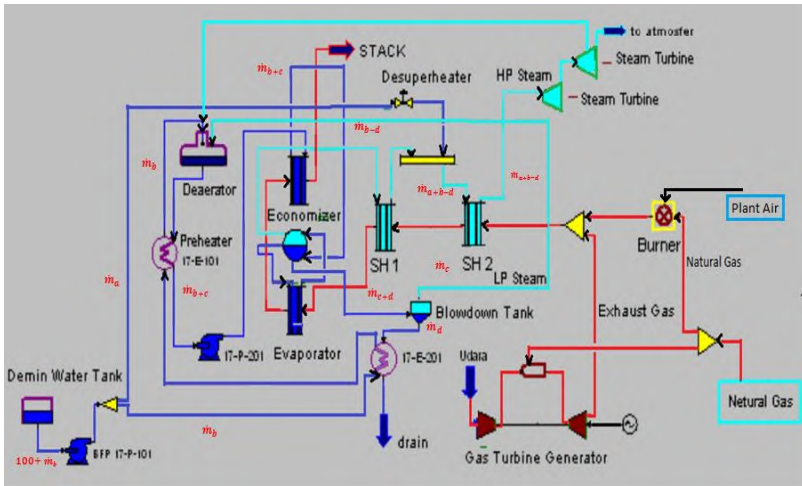 to atmosfer
STACK
ṁb+c
Desuperheater
HP Steam
Steam Turbine
Steam Turbine
ṁb-d
ṁb
Deaerator
ṁa+b-d
ṁa+b-d
Plant Air
Economizer
Burner
Preheater
17-E-101
SH 1
SH 2
ṁc
Natural Gas
LP Steam
ṁa
ṁb+c
ṁc+d
Exhaust Gas
Blowdown Tank
ṁd
17-P-201
Evaporator
17-E-201
Udara
Demin Water Tank
Netural Gas
ṁb
drain
BFP 17-P-101
100+ ṁb
Gas Turbine Generator